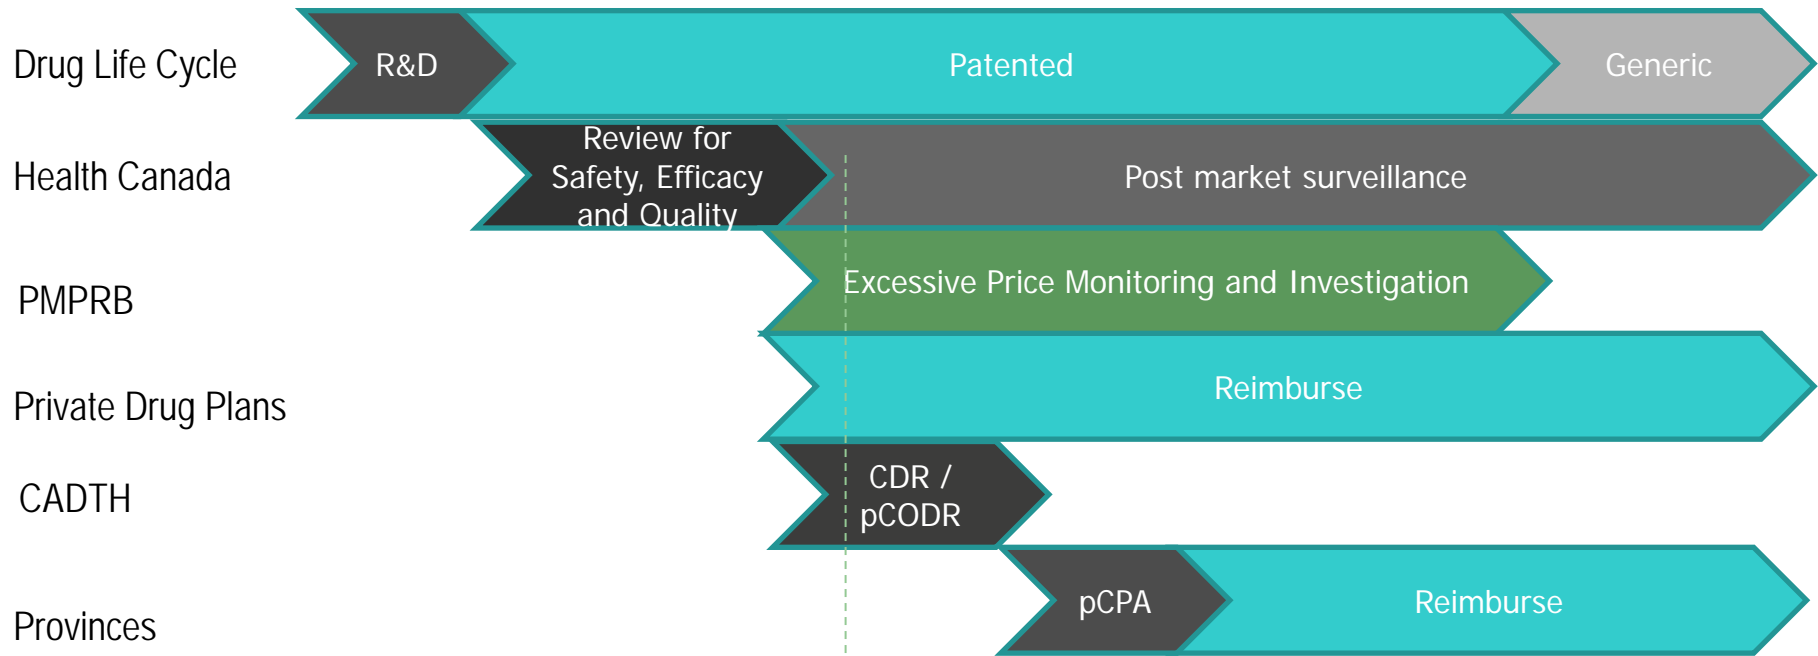 Drug Life Cycle
R&D
Patented
Generic
Health Canada
Review for
Safety, Efficacy
and Quality
Post market surveillance
PMPRB
Excessive Price Monitoring and Investigation
Private Drug Plans
Reimburse
CADTH
CDR /
pCODR
Provinces
pCPA
Reimburse